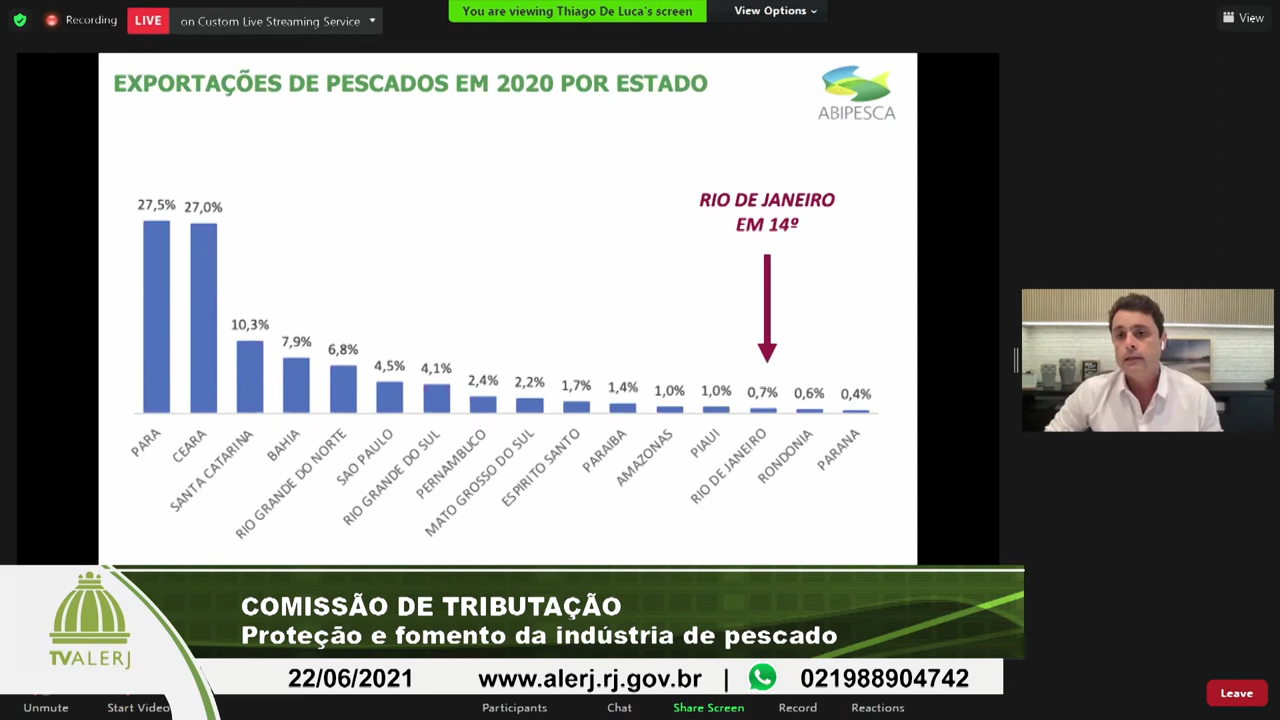 Recording
LIVE
on Custom Live Streaming Service
You are viewing Thiago De Luca's screen
View Options
View
EXPORTAÇÕES DE PESCADOS EM 2020 POR ESTADO
ABIPESCA
RIO DE JANEIRO
EM 14º
27,5%
27,0%
10,3%
7,9%
6,8%
4,5%
4,1%
2,4%
2,2%
1,7%
1,4%
1,0%
1,0%
0,7%
0,6%
0,4%
PARA
CEARA
SANTA CATARINA
BAHIA
RIO GRANDE DO NORTE
SAO PAULO
RIO GRANDE DO SUL
PERNAMBUCO
MATO GROSSO DO SUL
ESPIRITO SANTO
PARAIBA
AMAZONAS
PIAUI
RIO DE JANEIRO
RONDONIA
PARANA
COMISSÃO DE TRIBUTAÇÃO
Proteção e fomento da indústria de pescado
TVALERJ
22/06/2021 www.alerj.rj.gov.br | 021988904742
Unmute
Start Video
Participants
Chat
Share Screen
Record
Reactions
Leave